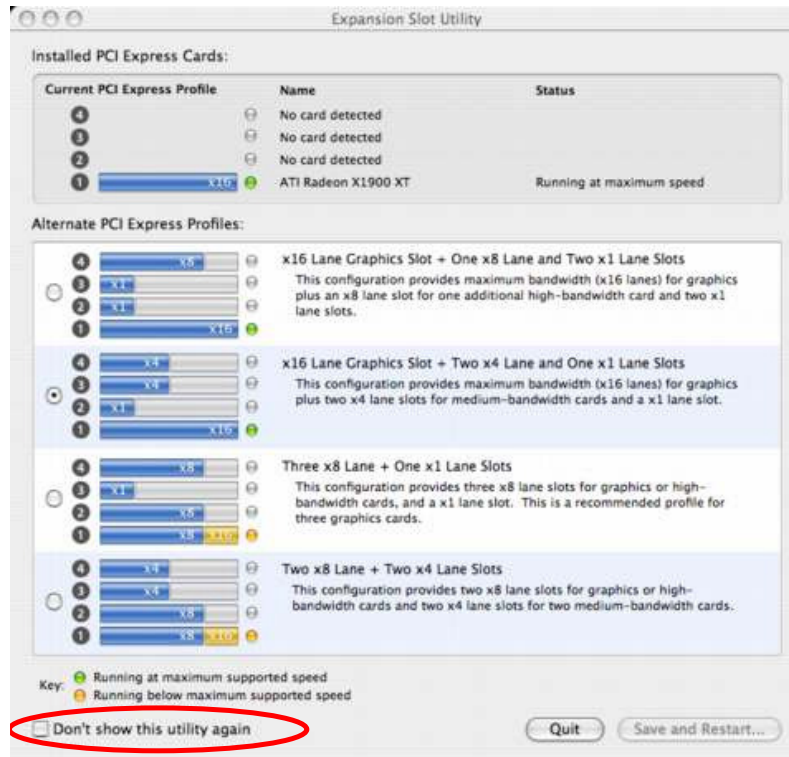 Expansion Slot Utility
Installed PCI Express Cards:
Current PCI Express Profile Name Status
4 No card detected
3 No card detected
2 No card detected
1 x16 ATI Radeon X1900 XT Running at maximum speed
Alternate PCI Express Profiles:
4 x8 x16 Lane Graphics Slot + One x8 Lane and Two x1 Lane Slots
3 x1 This configuration provides maximum bandwidth (x16 lanes) for graphics
2 x1 plus an x8 lane slot for one additional high-bandwidth card and two x1
lane slots.
1 x16
4 x4 x16 Lane Graphics Slot + Two x4 Lane and One x1 Lane Slots
3 x4 This configuration provides maximum bandwidth (x16 lanes) for graphics
2 x1 plus two x4 lane slots for medium-bandwidth cards and a x1 lane slot.
1 x16
4 x8 Three x8 Lane + One x1 Lane Slots
3 x1 This configuration provides three x8 lane slots for graphics or high-
bandwidth cards, and a x1 lane slot. This is a recommended profile for
2 x8 three graphics cards.
1 x8 x16
4 x4 Two x8 Lane + Two x4 Lane Slots
3 x4 This configuration provides two x8 lane slots for graphics or high-
2 x8 bandwidth cards and two x4 lane slots for two medium-bandwidth cards.
1 x8 x16
Key: Running at maximum supported speed
Running below maximum supported speed
Don't show this utility again Quit Save and Restart...